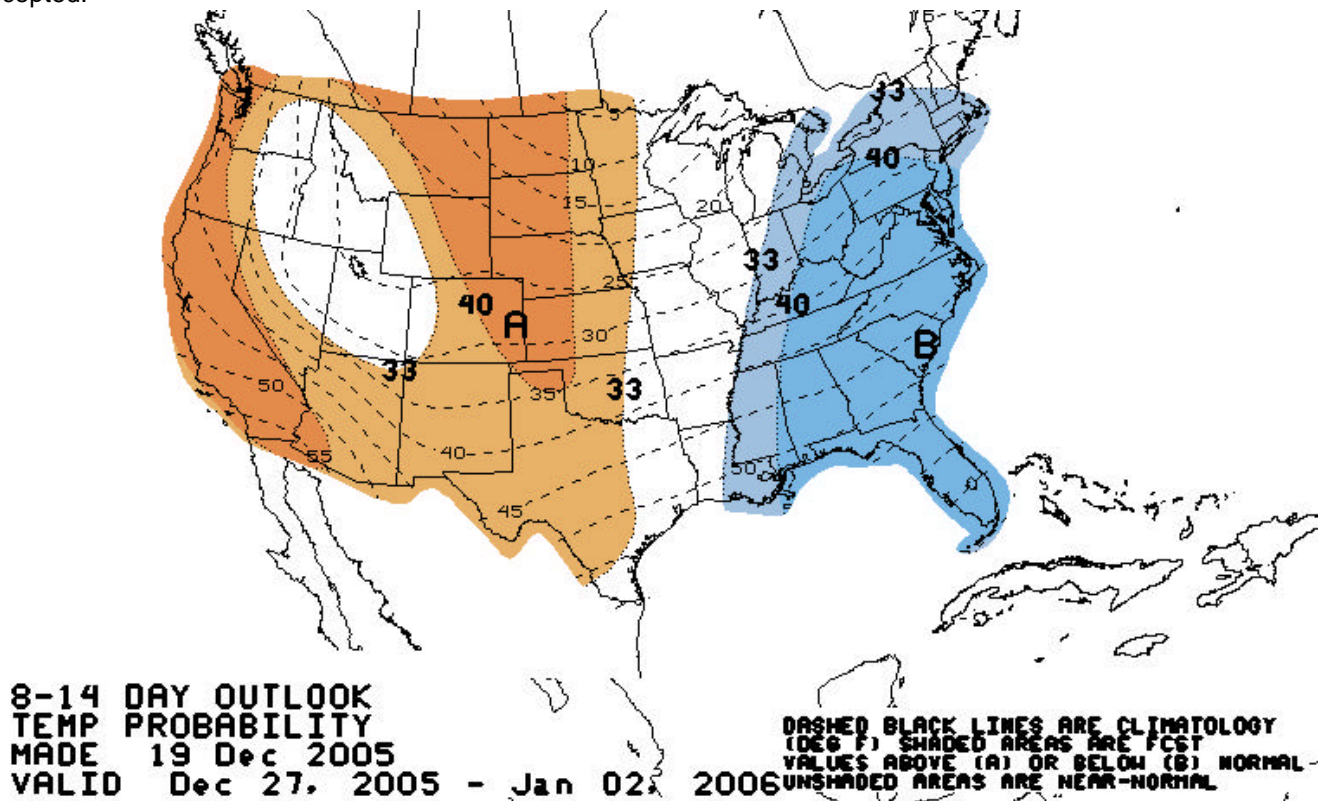 cepted.
5
33
5
40
10
15
20
33
25
40
40
A
30
B
33
33
50
35
40
55
50
45
8-14 DAY OUTLOOK
TEMP PROBABILITY
MADE 19 Dec 2005
VALID Dec 27, 2005 - Jan 02, 2006
DASHED BLACK LINES ARE CLIMATOLOGY
(DEG F) SHADED AREAS ARE FCST
VALUES ABOVE (A) OR BELOW (B) NORMAL
UNSHADED AREAS ARE NEAR-NORMAL